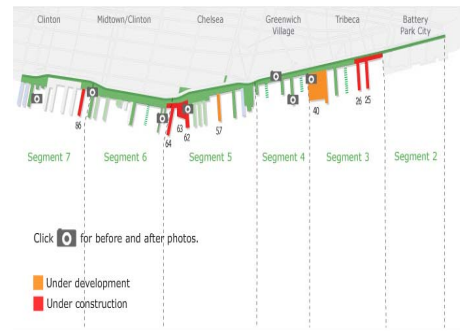 Clinton
Midtown/Clinton
Chelsea
Greenwich
Village
Tribeca
Battery
Park City
86
64
63
62
57
40
26
25
Segment 7
Segment 6
Segment 5
Segment 4
Segment 3
Segment 2
Click for before and after photos.
Under development
Under construction